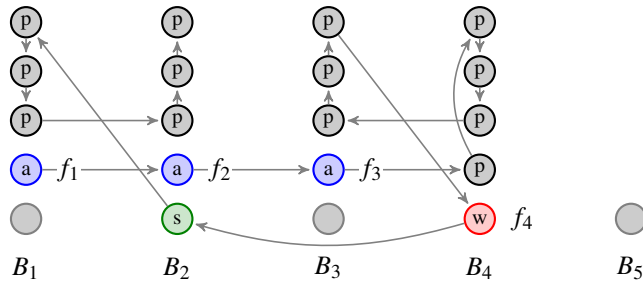 p p p p
p p p p
p p p p
a f₁ a f₂ a f₃ p
s w f₄
B₁ B₂ B₃ B₄ B₅